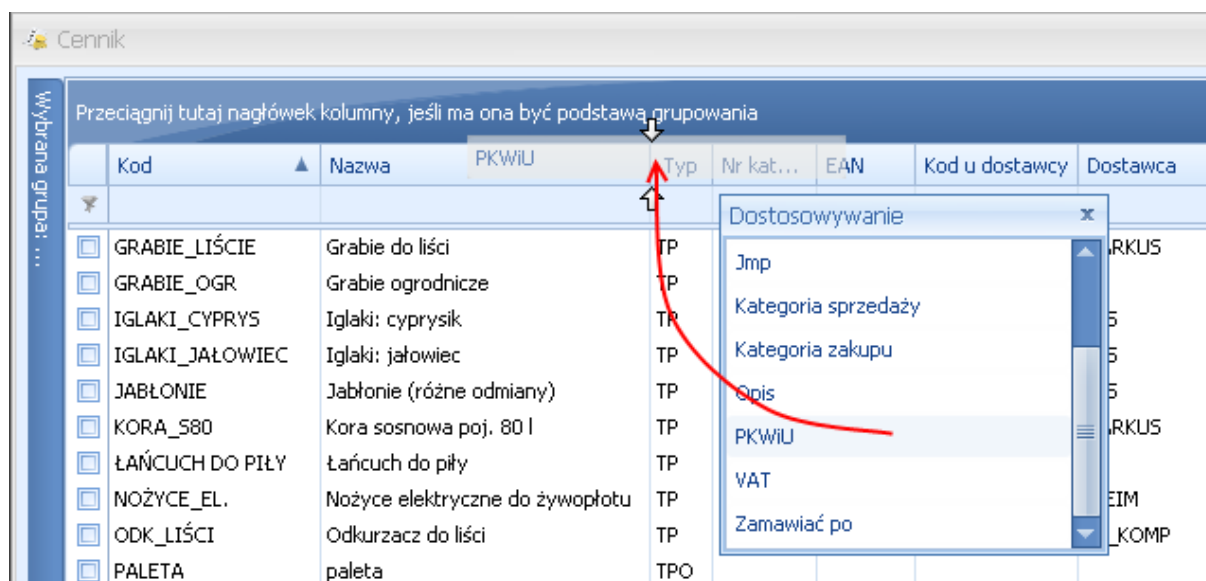 Cennik
Wybrana grupa: ...
Przeciągnij tutaj nagłówek kolumny, jeśli ma ona być podstawą grupowania
Kod Nazwa PKWiU Typ Nr kat... EAN Kod u dostawcy Dostawca
Dostosowywanie x
GRABIE_LIŚCIE Grabie do liści TP Jmp ARKUS
GRABIE_OGR Grabie ogrodnicze TP
IGLAKI_CYPRYS Iglaki: cyprysik TP Kategoria sprzedaży S
IGLAKI_JAŁOWIEC Iglaki: jałowiec TP Kategoria zakupu S
JABŁONIE Jabłonie (różne odmiany) TP Opis S
KORA_S80 Kora sosnowa poj. 80 l TP PKWiU ARKUS
ŁAŃCUCH DO PIŁY Łańcuch do piły TP VAT
NOŻYCE_EL. Nożyce elektryczne do żywopłotu TP EIM
ODK_LIŚCI Odkurzacz do liści TP Zamawiać po _KOMP
PALETA paleta TPO